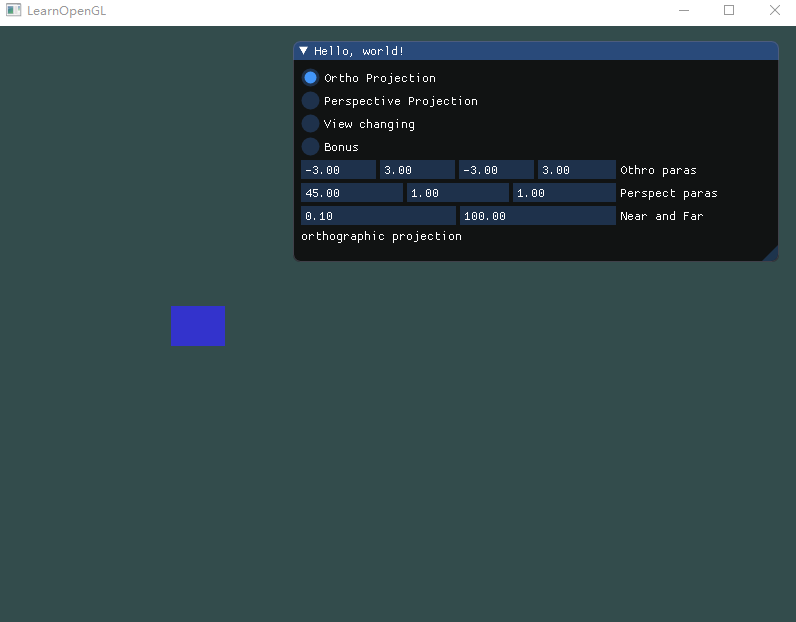 LearnOpenGL
Hello, world!
Ortho Projection
Perspective Projection
View changing
Bonus
-3.00 3.00 -3.00 3.00 Othro paras
45.00 1.00 1.00 Perspect paras
0.10 100.00 Near and Far
orthographic projection